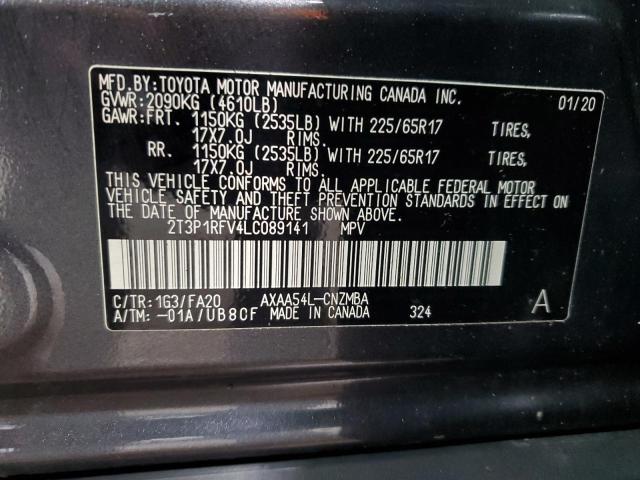 MFD.BY:TOYOTA MOTOR MANUFACTURING CANADA INC.
GVWR:2090KG (4610LB) 01/20
GAWR:FRT. 1150KG (2535LB) WITH 225/65R17 TIRES,
17X7.0J RIMS.
RR. 1150KG (2535LB) WITH 225/65R17 TIRES,
17X7.0J RIMS.
THIS VEHICLE CONFORMS TO ALL APPLICABLE FEDERAL MOTOR
VEHICLE SAFETY AND THEFT PREVENTION STANDARDS IN EFFECT ON
THE DATE OF MANUFACTURE SHOWN ABOVE.
2T3P1RFV4LC089141 MPV
C/TR:1G3/FA20 AXAA54L-CNZMBA A
A/TM:-01A/UB80F MADE IN CANADA 324